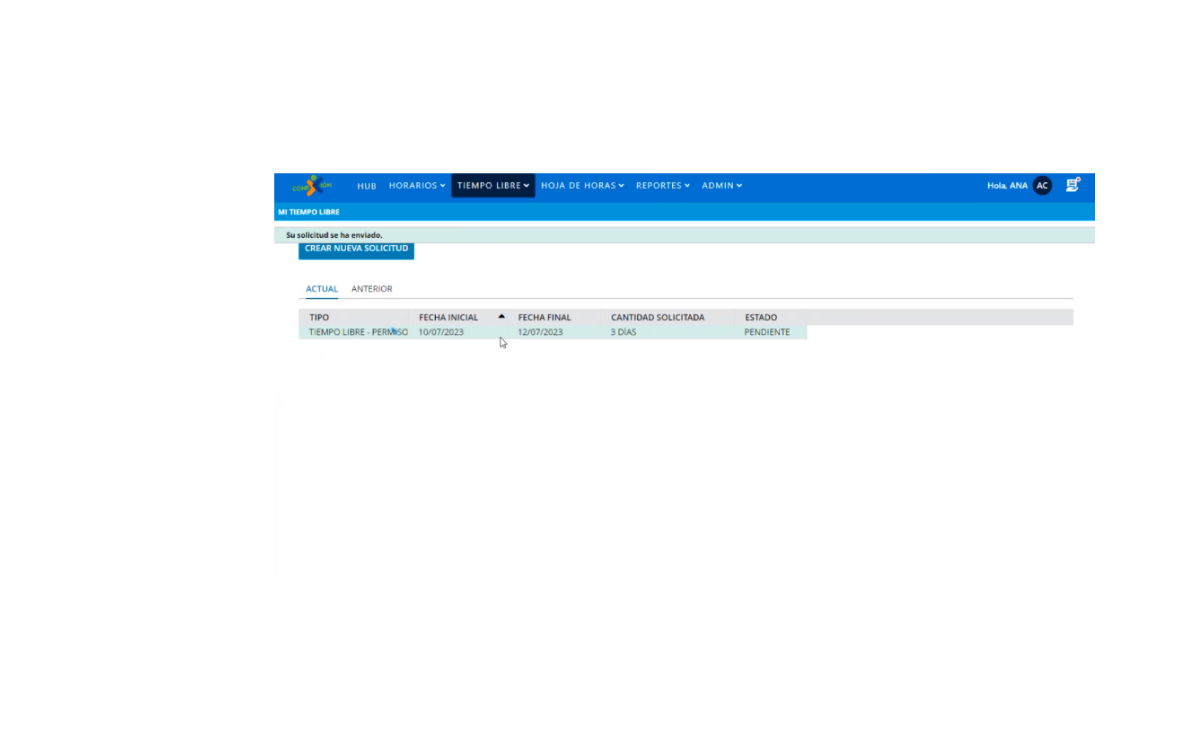 CONEXIÓN HUB HORARIOS TIEMPO LIBRE HOJA DE HORAS REPORTES ADMIN Hola, ANA AC
MI TIEMPO LIBRE
Su solicitud se ha enviado.
CREAR NUEVA SOLICITUD
ACTUAL ANTERIOR
TIPO FECHA INICIAL FECHA FINAL CANTIDAD SOLICITADA ESTADO
TIEMPO LIBRE - PERMISO 10/07/2023 12/07/2023 3 DÍAS PENDIENTE